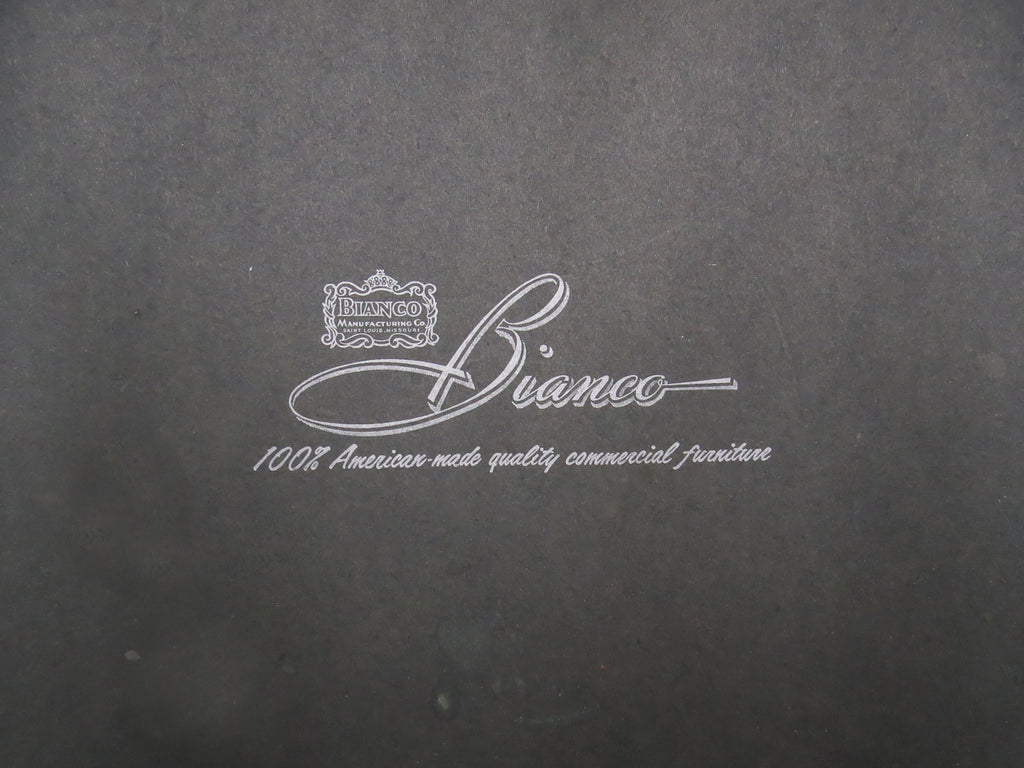 BIANCO
MANUFACTURING CO.
SAINT LOUIS, MISSOURI
Bianco
100% American-made quality commercial furniture